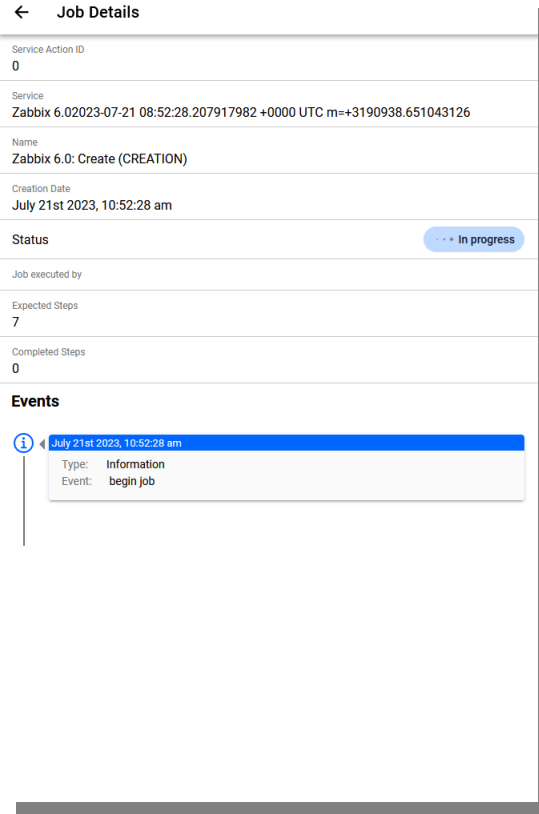 Job Details
Service Action ID
0
Service
Zabbix 6.02023-07-21 08:52:28.207917982 +0000 UTC m=+3190938.651043126
Name
Zabbix 6.0: Create (CREATION)
Creation Date
July 21st 2023, 10:52:28 am
Status
In progress
Job executed by
Expected Steps
7
Completed Steps
0
Events
July 21st 2023, 10:52:28 am
Type: Information
Event: begin job